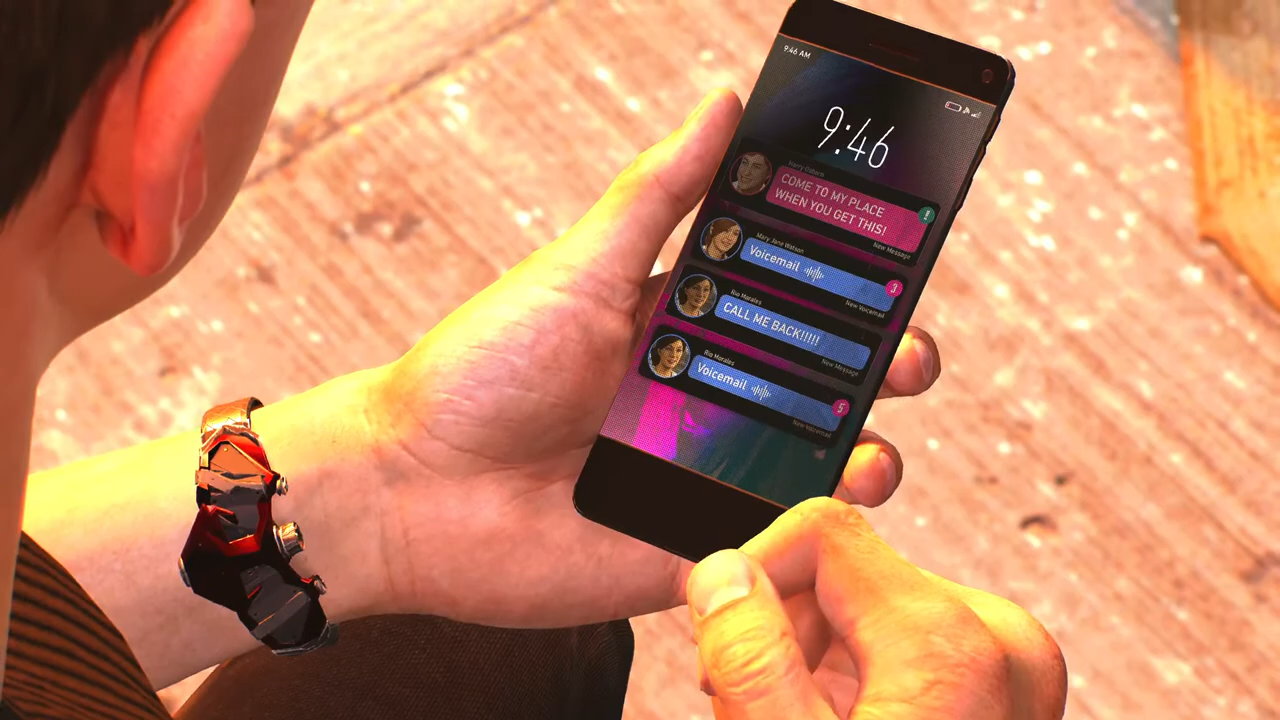 9:46 AM
9:46
Harry Osborn
COME TO MY PLACE
WHEN YOU GET THIS!
!
New Message
Mary Jane Watson
Voicemail
3
New Voicemail
Rio Morales
CALL ME BACK!!!!!
New Message
Rio Morales
Voicemail
5
New Voicemail